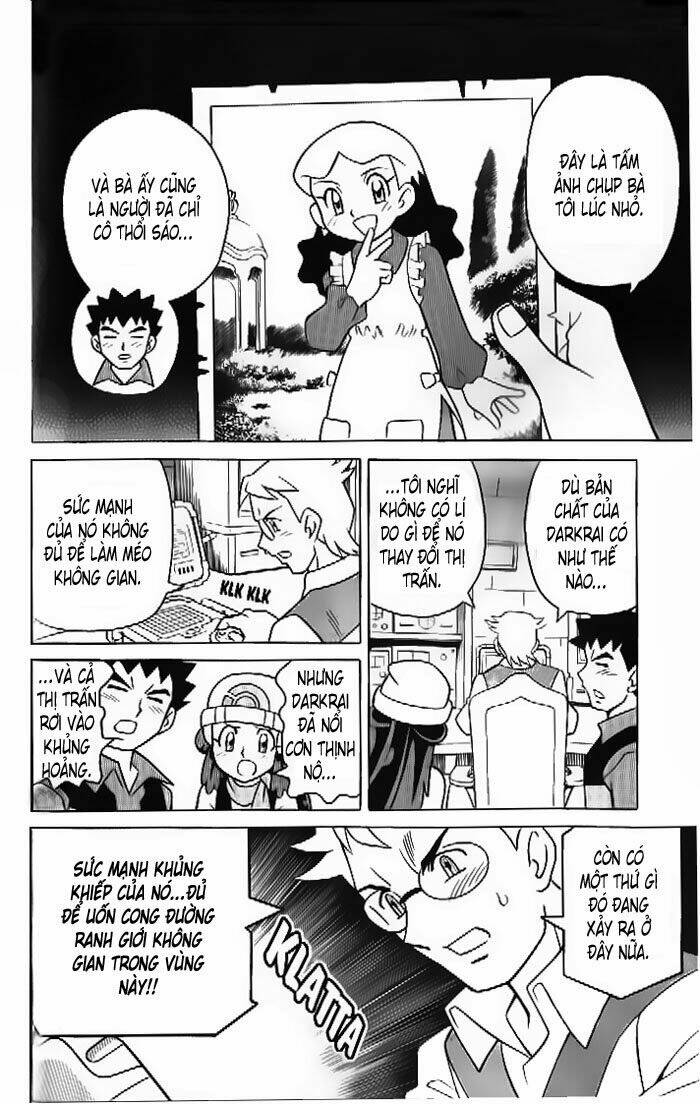 ĐÂY LÀ TẤM
ẢNH CHỤP BÀ
TÔI LÚC NHỎ.
VÀ BÀ ẤY CŨNG
LÀ NGƯỜI ĐÃ CHỈ
CÔ THỔI SÁO...
DÙ BẢN
CHẤT CỦA
DARKRAI CÓ
NHƯ THẾ
NÀO...
...TÔI NGHĨ
KHÔNG CÓ LÍ
DO GÌ ĐỂ NÓ
THAY ĐỔI THỊ
TRẤN.
SỨC MẠNH
CỦA NÓ KHÔNG
ĐỦ ĐỂ LÀM MÉO
KHÔNG GIAN.
KLK KLK
NHƯNG
DARKRAI
ĐÃ NỔI
CƠN THỊNH
NỘ...
...VÀ CẢ
THỊ TRẤN
RƠI VÀO
KHỦNG
HOẢNG.
CÒN CÓ
MỘT THỨ GÌ
ĐÓ ĐANG
XẢY RA Ở
ĐÂY NỮA.
SỨC MẠNH KHỦNG
KHIẾP CỦA NÓ...ĐỦ
ĐỂ UỐN CONG ĐƯỜNG
RANH GIỚI KHÔNG
GIAN TRONG VÙNG
NÀY!!
KLATTA